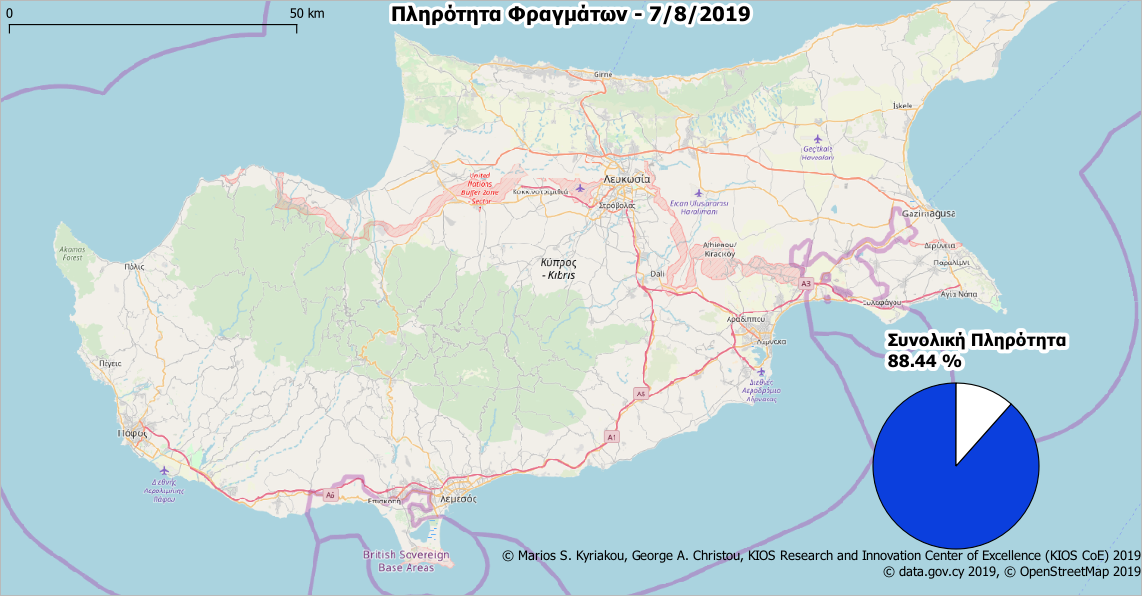 0 50 km
Πληρότητα Φραγμάτων - 7/8/2019
Girne
İskele
Geçitkale
Havaalanı
United
Nations
Buffer Zone
Sector
Λευκωσία
Κοκκινοτριμιθιά
Στρόβολος
Ercan Uluslararası
Havalimanı
Gazimağusa
Akamas
Forest
Δερύνεια
Αthienou/
Kiracıköy
Κύπρος
- Kıbrıs
Πόλις
Dali
Παραλίμνι
A3
Αγία Νάπα
Ξυλοφάγου
Αραδίππου
Λάρνακα
Συνολική Πληρότητα
88.44 %
Πέγεια
Διεθνής
Αεροδρόμιο
Λάρνακας
A5
Πάφος
A1
Διεθνής
Αερολιμένας
Πάφου
A6
Επισκοπή
Λεμεσός
British Sovereign
Base Areas
© Marios S. Kyriakou, George A. Christou, KIOS Research and Innovation Center of Excellence (KIOS CoE) 2019
© data.gov.cy 2019, © OpenStreetMap 2019